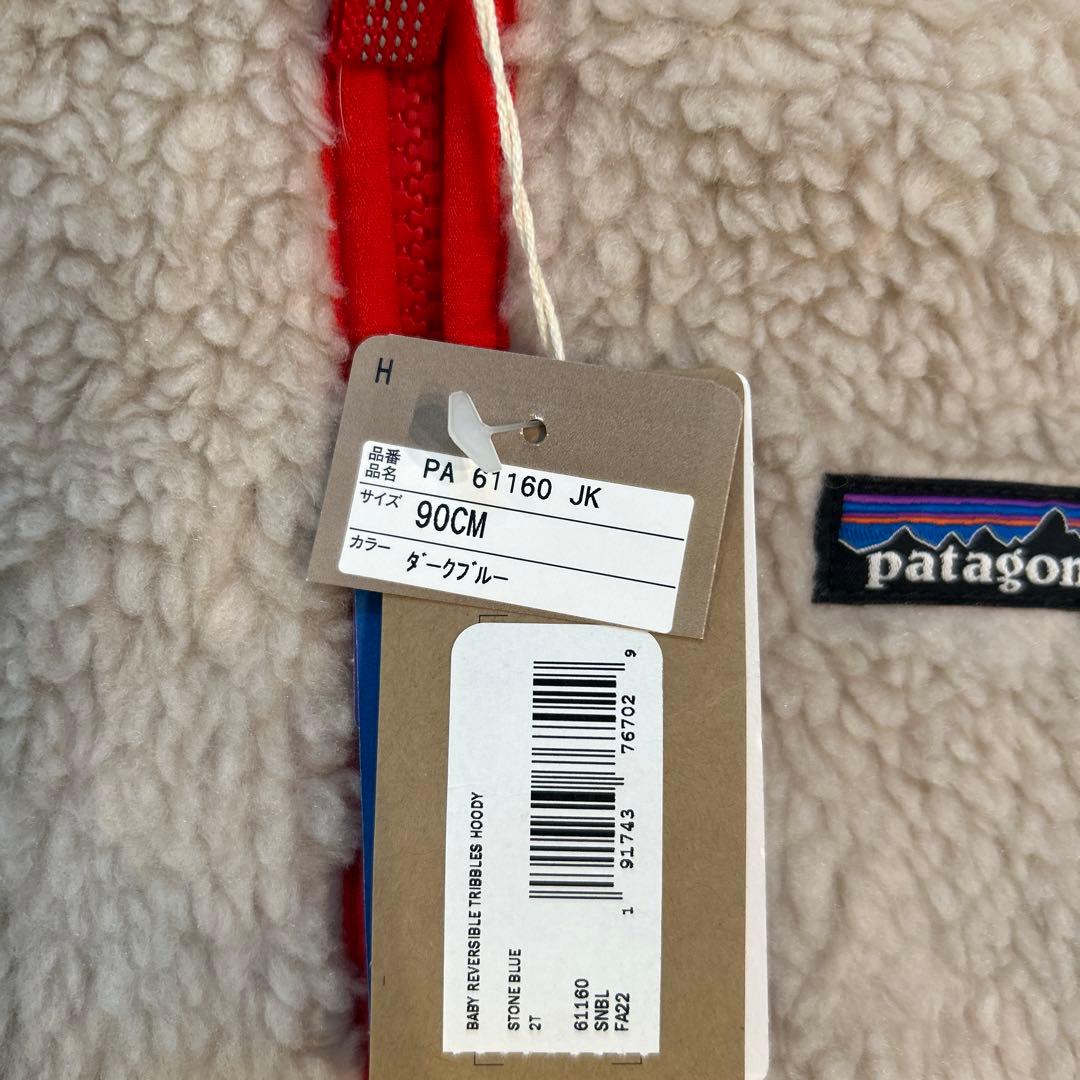 H
品番
品名 PA 61160 JK
サイズ 90CM
カラー ダークブルー
patagon
BABY REVERSIBLE TRIBBLES HOODY
STONE BLUE
2T
61160
SNBL
FA22
1 91743 76702 9